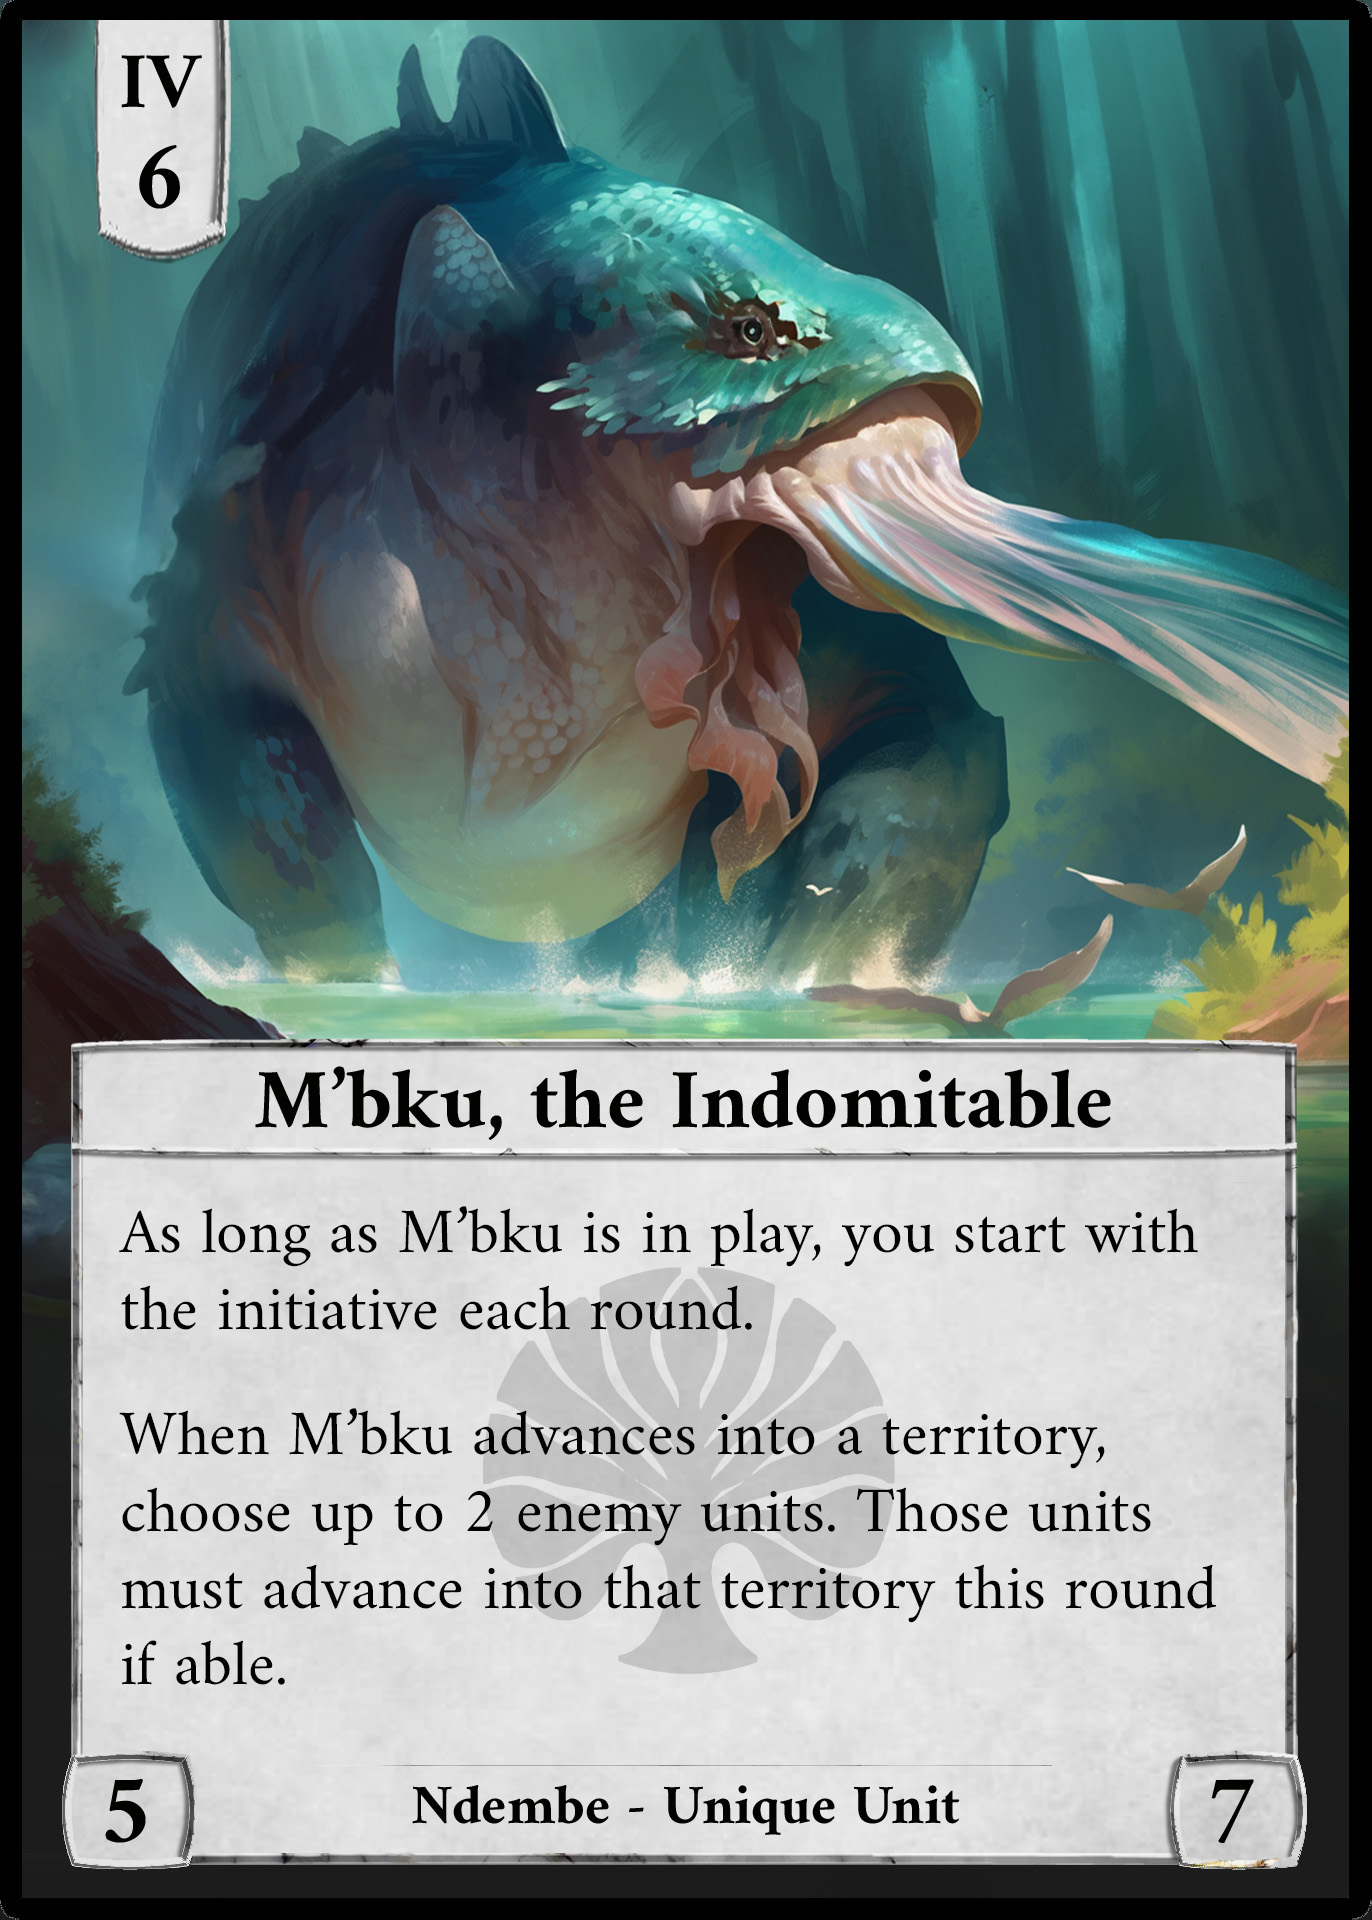 IV
6
M’bku, the Indomitable
As long as M’bku is in play, you start with
the initiative each round.
When M’bku advances into a territory,
choose up to 2 enemy units. Those units
must advance into that territory this round
if able.
5
Ndembe - Unique Unit
7